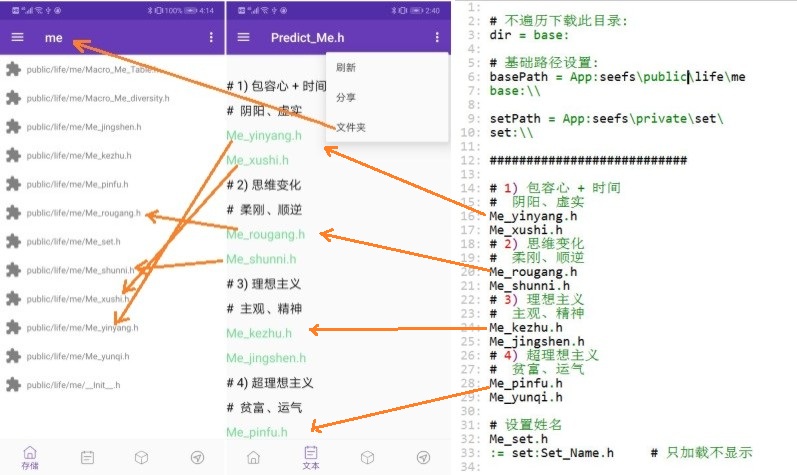 100% 4:14
me
public/life/me/Macro_Me_Table.h
public/life/me/Macro_Me_diversity.h
public/life/me/Me_jingshen.h
public/life/me/Me_kezhu.h
public/life/me/Me_pinfu.h
public/life/me/Me_rougang.h
public/life/me/Me_set.h
public/life/me/Me_shunni.h
public/life/me/Me_xushi.h
public/life/me/Me_yinyang.h
public/life/me/Me_yunqi.h
public/life/me/__Init__.h
存储
2:40
Predict_Me.h
刷新
分享
文件夹
# 1) 包容心 + 时间
# 阴阳、虚实
Me_yinyang.h
Me_xushi.h
# 2) 思维变化
# 柔刚、顺逆
Me_rougang.h
Me_shunni.h
# 3) 理想主义
# 主观、精神
Me_kezhu.h
Me_jingshen.h
# 4) 超理想主义
# 贫富、运气
Me_pinfu.h
文本
1:
2: # 不遍历下载此目录:
3: dir = base:
4:
5: # 基础路径设置:
6: basePath = App:seefs\public\life\me
7: base:\\
8:
9: setPath = App:seefs\private\set\
10: set:\\
11:
12: ###########################
13:
14: # 1) 包容心 + 时间
15: # 阴阳、虚实
16: Me_yinyang.h
17: Me_xushi.h
18: # 2) 思维变化
19: # 柔刚、顺逆
20: Me_rougang.h
21: Me_shunni.h
22: # 3) 理想主义
23: # 主观、精神
24: Me_kezhu.h
25: Me_jingshen.h
26: # 4) 超理想主义
27: # 贫富、运气
28: Me_pinfu.h
29: Me_yunqi.h
30:
31: # 设置姓名
32: Me_set.h
33: := set:Set_Name.h # 只加载不显示
34: